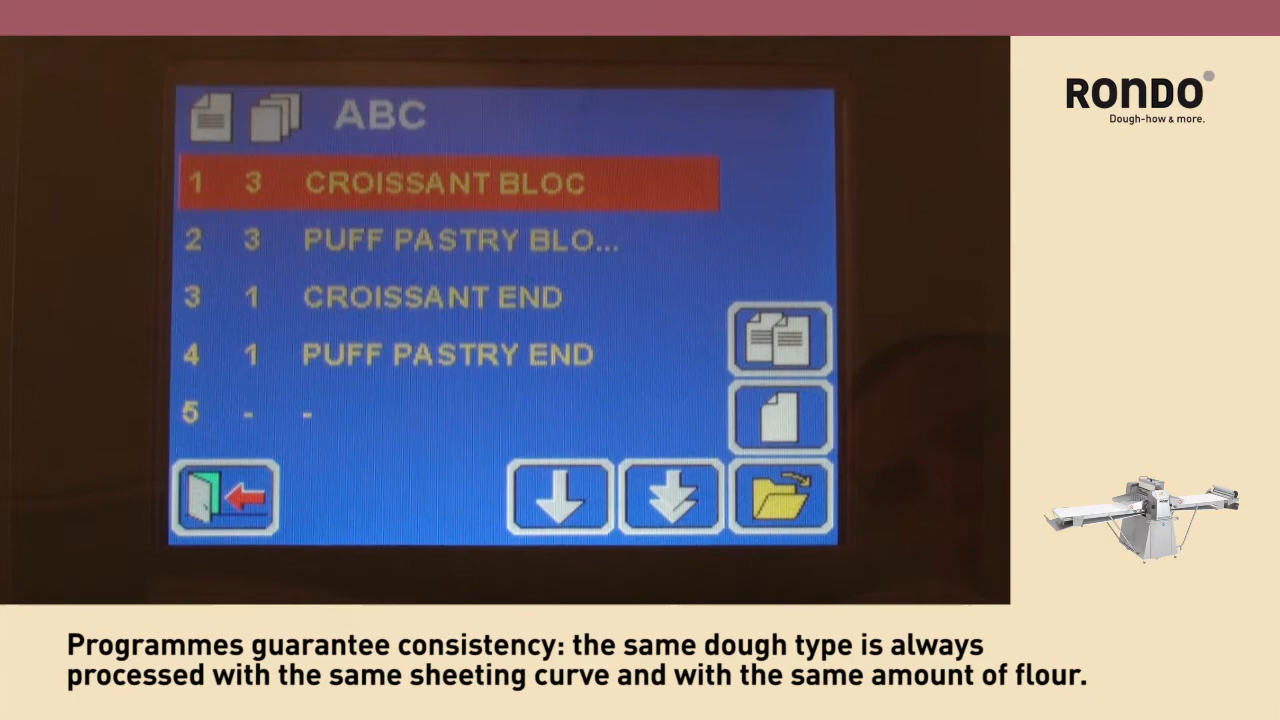 RONDO
Dough-how & more.
ABC
1 3 CROISSANT BLOC
2 3 PUFF PASTRY BLO...
3 1 CROISSANT END
4 1 PUFF PASTRY END
5 - -
Programmes guarantee consistency: the same dough type is always
processed with the same sheeting curve and with the same amount of flour.